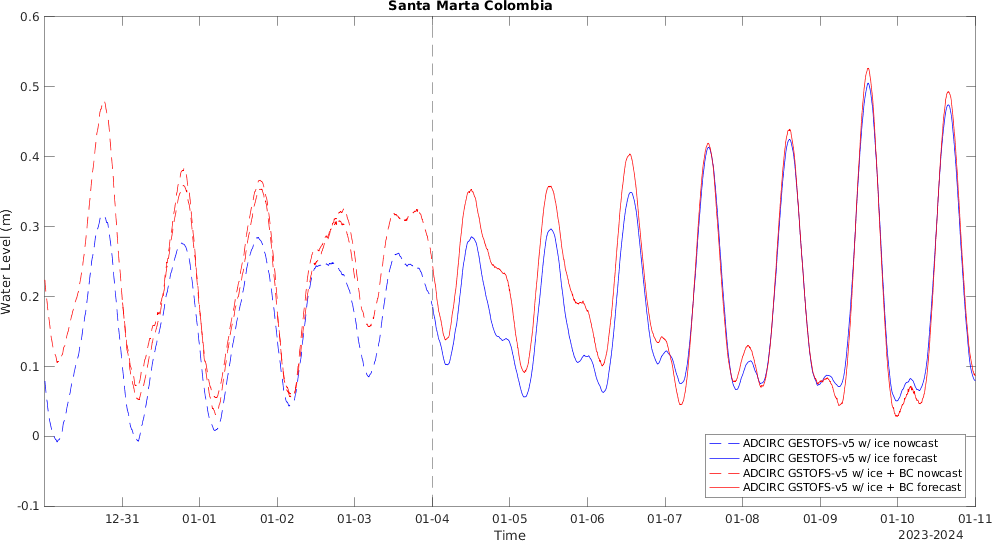 Santa Marta Colombia
0.6
0.5
0.4
0.3
0.2
0.1
0
-0.1
Water Level (m)
12-31 01-01 01-02 01-03 01-04 01-05 01-06 01-07 01-08 01-09 01-10 01-11
Time
2023-2024
ADCIRC GESTOFS-v5 w/ ice nowcast
ADCIRC GESTOFS-v5 w/ ice forecast
ADCIRC GSTOFS-v5 w/ ice + BC nowcast
ADCIRC GSTOFS-v5 w/ ice + BC forecast